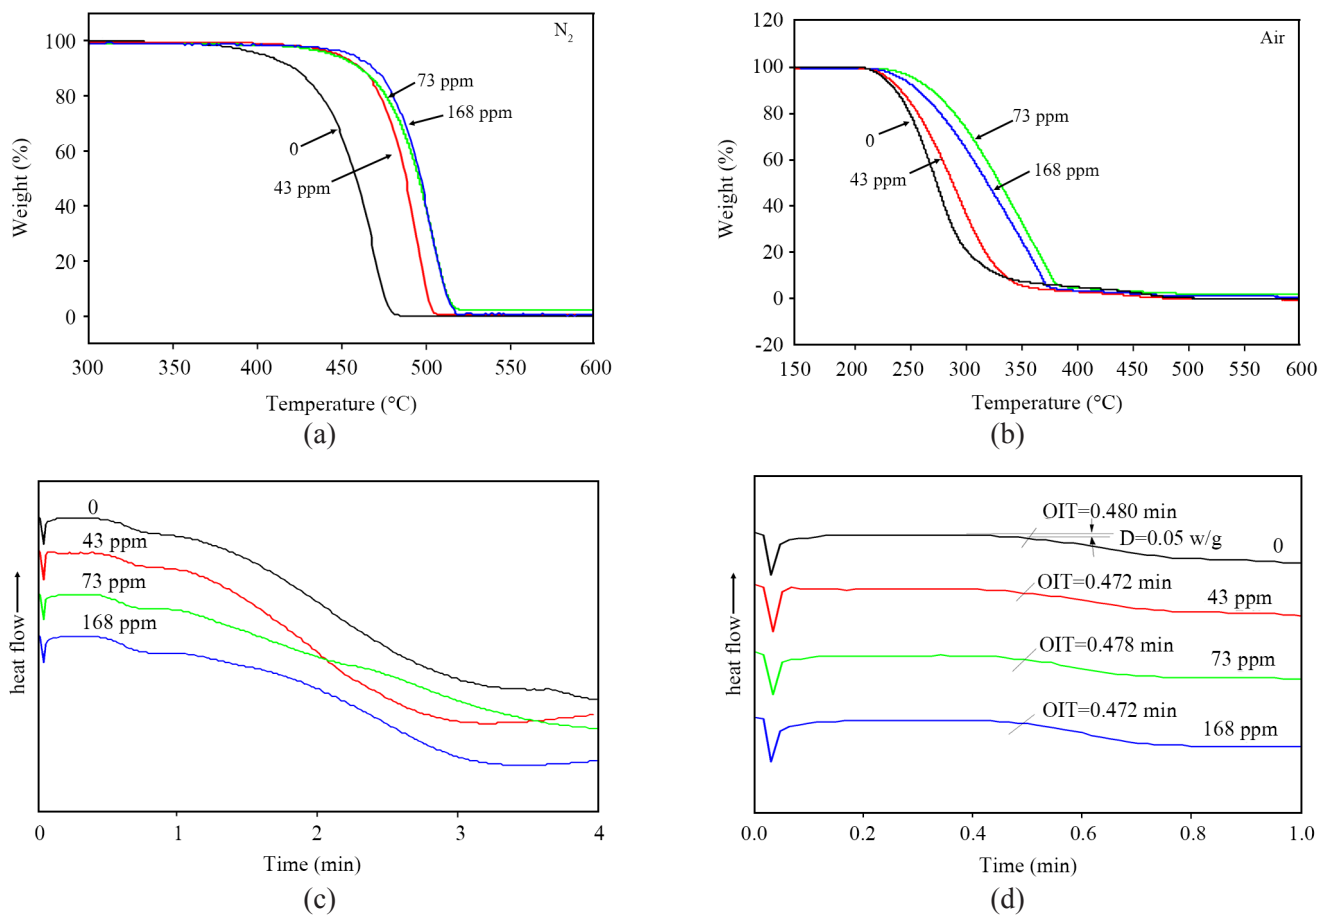 N2
100
80
60
40
20
0
Weight (%)
73 ppm
168 ppm
0
43 ppm
300
350
400
450
500
550
600
Temperature (°C)
(a)
120
100
80
60
40
20
0
-20
Weight (%)
Air
73 ppm
0
168 ppm
43 ppm
150
200
250
300
350
400
450
500
550
600
Temperature (°C)
(b)
heat flow
0
43 ppm
73 ppm
168 ppm
0
1
2
3
4
Time (min)
(c)
heat flow
OIT=0.480 min
D=0.05 w/g
0
OIT=0.472 min
43 ppm
OIT=0.478 min
73 ppm
OIT=0.472 min
168 ppm
0.0
0.2
0.4
0.6
0.8
1.0
Time (min)
(d)